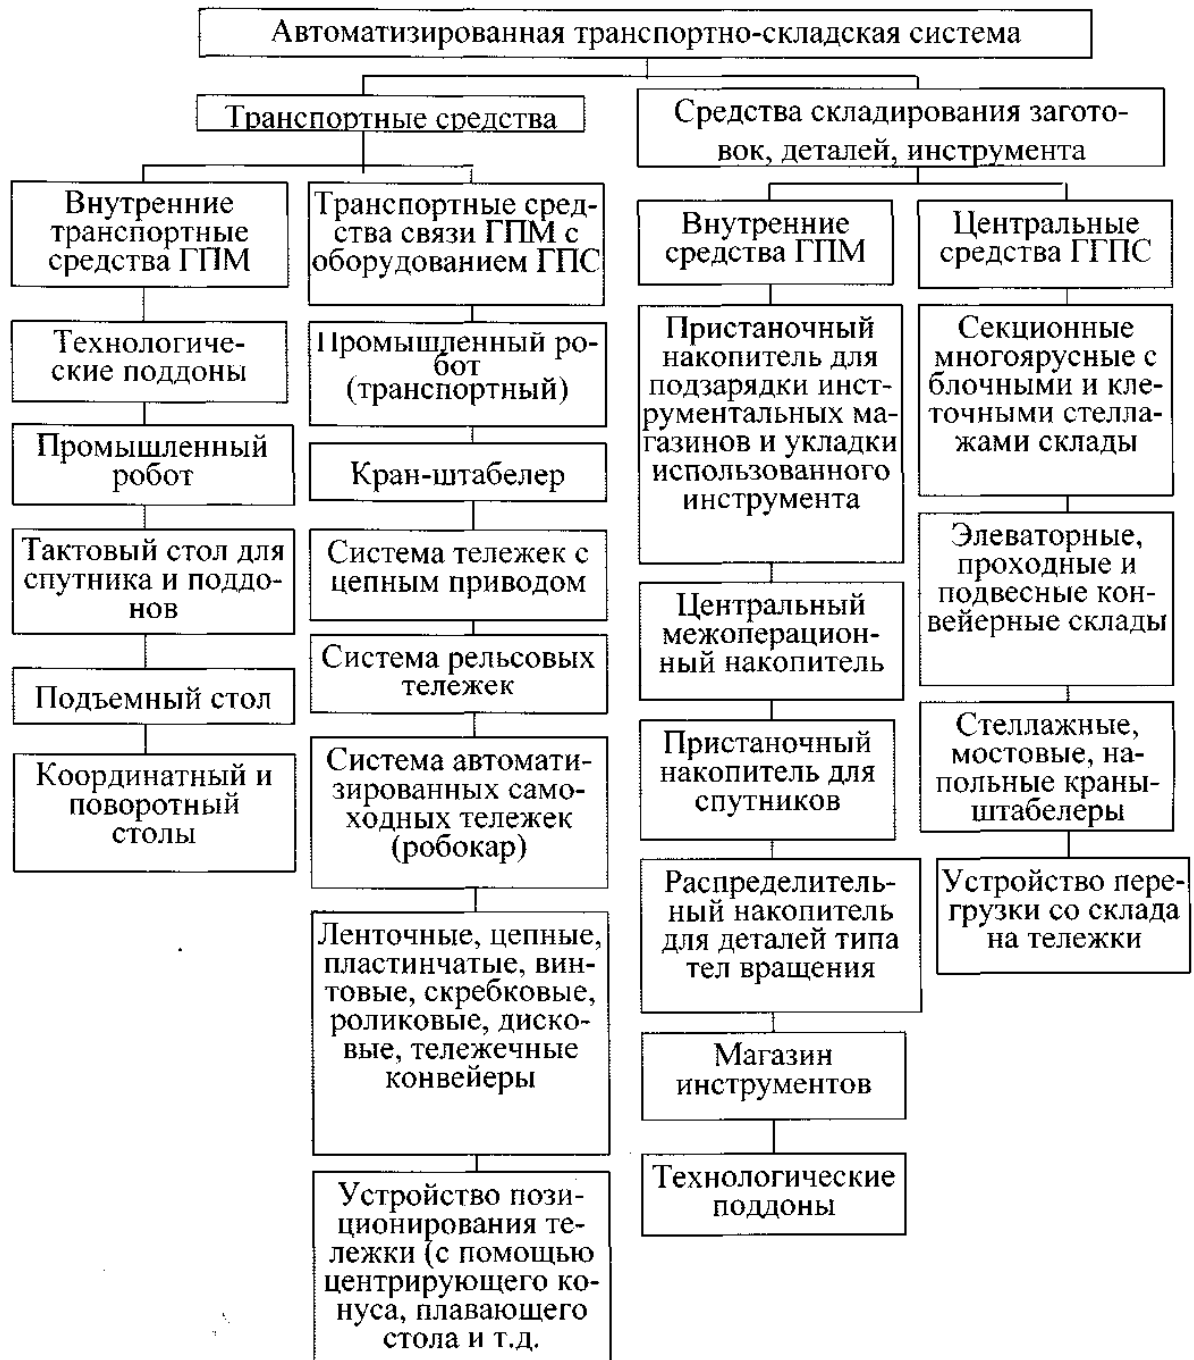 Автоматизированная транспортно-складская система
Транспортные средства
Средства складирования загото-
вок, деталей, инструмента
Внутренние
транспортные
средства ГПМ
Технологиче-
ские поддоны
Промышленный
робот
Тактовый стол для
спутника и поддо-
нов
Подъемный стол
Координатный и
поворотный
столы
Транспортные сред-
ства связи ГПМ с
оборудованием ГПС
Промышленный ро-
бот
(транспортный)
Кран-штабелер
Система тележек с
цепным приводом
Система рельсовых
тележек
Система автомати-
зированных само-
ходных тележек
(робокар)
Ленточные, цепные,
пластинчатые, вин-
товые, скребковые,
роликовые, диско-
вые, тележечные
конвейеры
Устройство пози-
ционирования те-
лежки (с помощью
центрирующего ко-
нуса, плавающего
стола и т.д.
Внутренние
средства ГПМ
Пристаночный
накопитель для
подзарядки инст-
рументальных ма-
газинов и укладки
использованного
инструмента
Центральный
межоперацион-
ный накопитель
Пристаночный
накопитель для
спутников
Распределитель-
ный накопитель
для деталей типа
тел вращения
Магазин
инструментов
Технологические
поддоны
Центральные
средства ГГПС
Секционные
многоярусные с
блочными и кле-
точными стелла-
жами склады
Элеваторные,
проходные и
подвесные кон-
вейерные склады
Стеллажные,
мостовые, на-
польные краны-
штабелеры
Устройство пере-
грузки со склада
на тележки